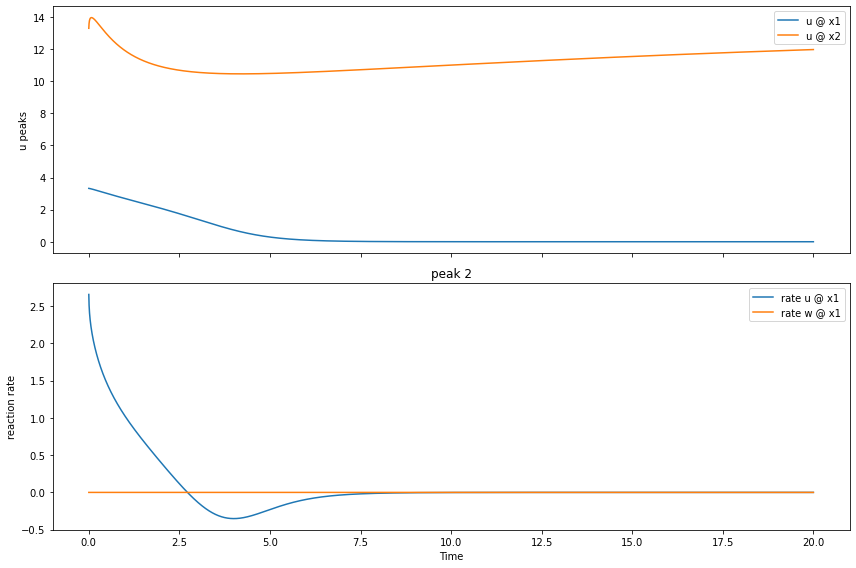 14
12
10
8
6
4
2
0
u peaks
u @ x1
u @ x2
peak 2
2.5
2.0
1.5
1.0
0.5
0.0
-0.5
reaction rate
rate u @ x1
rate w @ x1
0.0 2.5 5.0 7.5 10.0 12.5 15.0 17.5 20.0
Time